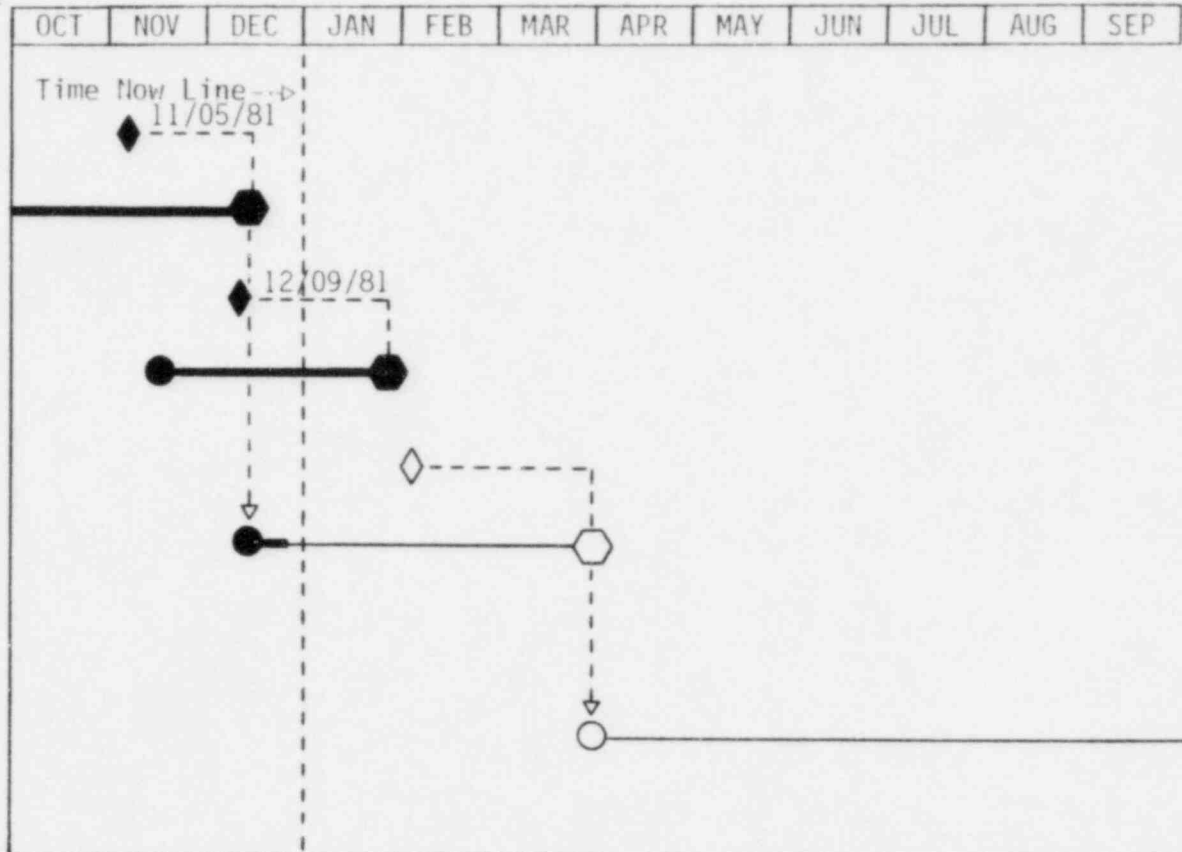 OCT NOV DEC JAN FEB MAR APR MAY JUN JUL AUG SEP
Time Now Line
11/05/81
12/09/81